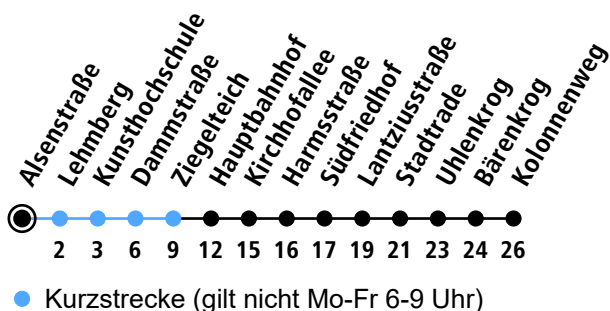 Alsenstraße
Lehmberg
Kunsthochschule
Dammstraße
Ziegelteich
Hauptbahnhof
Kirchhofallee
Harmsstraße
Südfriedhof
Lantziusstraße
Stadtrade
Uhlenkrog
Bärenkrog
Kolonnenweg
2 3 6 9 12 15 16 17 19 21 23 24 26
Kurzstrecke (gilt nicht Mo-Fr 6-9 Uhr)